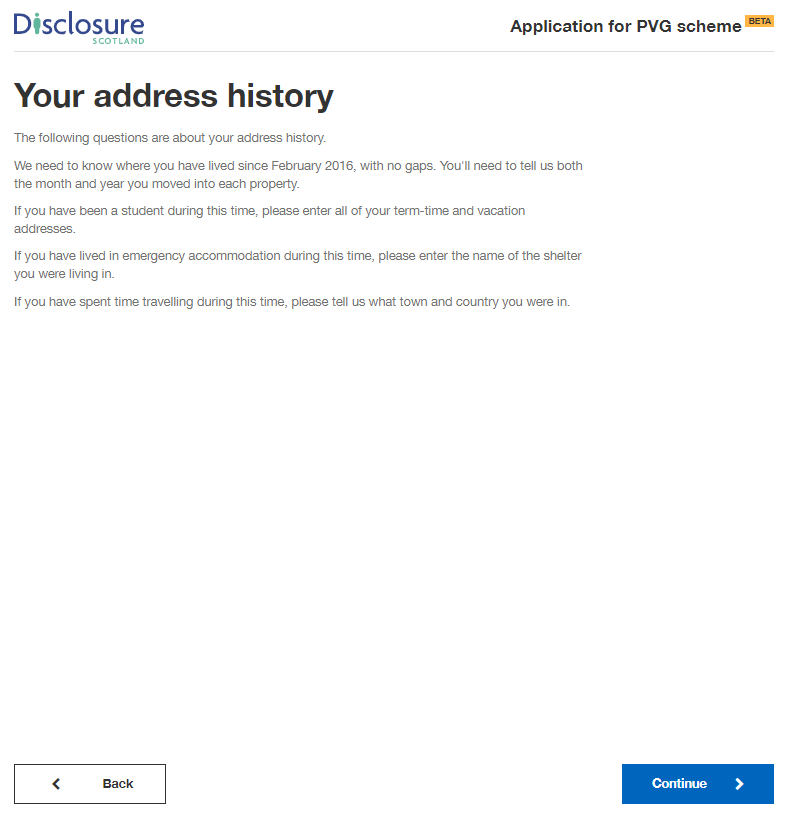 Disclosure
SCOTLAND
Application for PVG scheme BETA
Your address history
The following questions are about your address history.
We need to know where you have lived since February 2016, with no gaps. You'll need to tell us both
the month and year you moved into each property.
If you have been a student during this time, please enter all of your term-time and vacation
addresses.
If you have lived in emergency accommodation during this time, please enter the name of the shelter
you were living in.
If you have spent time travelling during this time, please tell us what town and country you were in.
Back
Continue